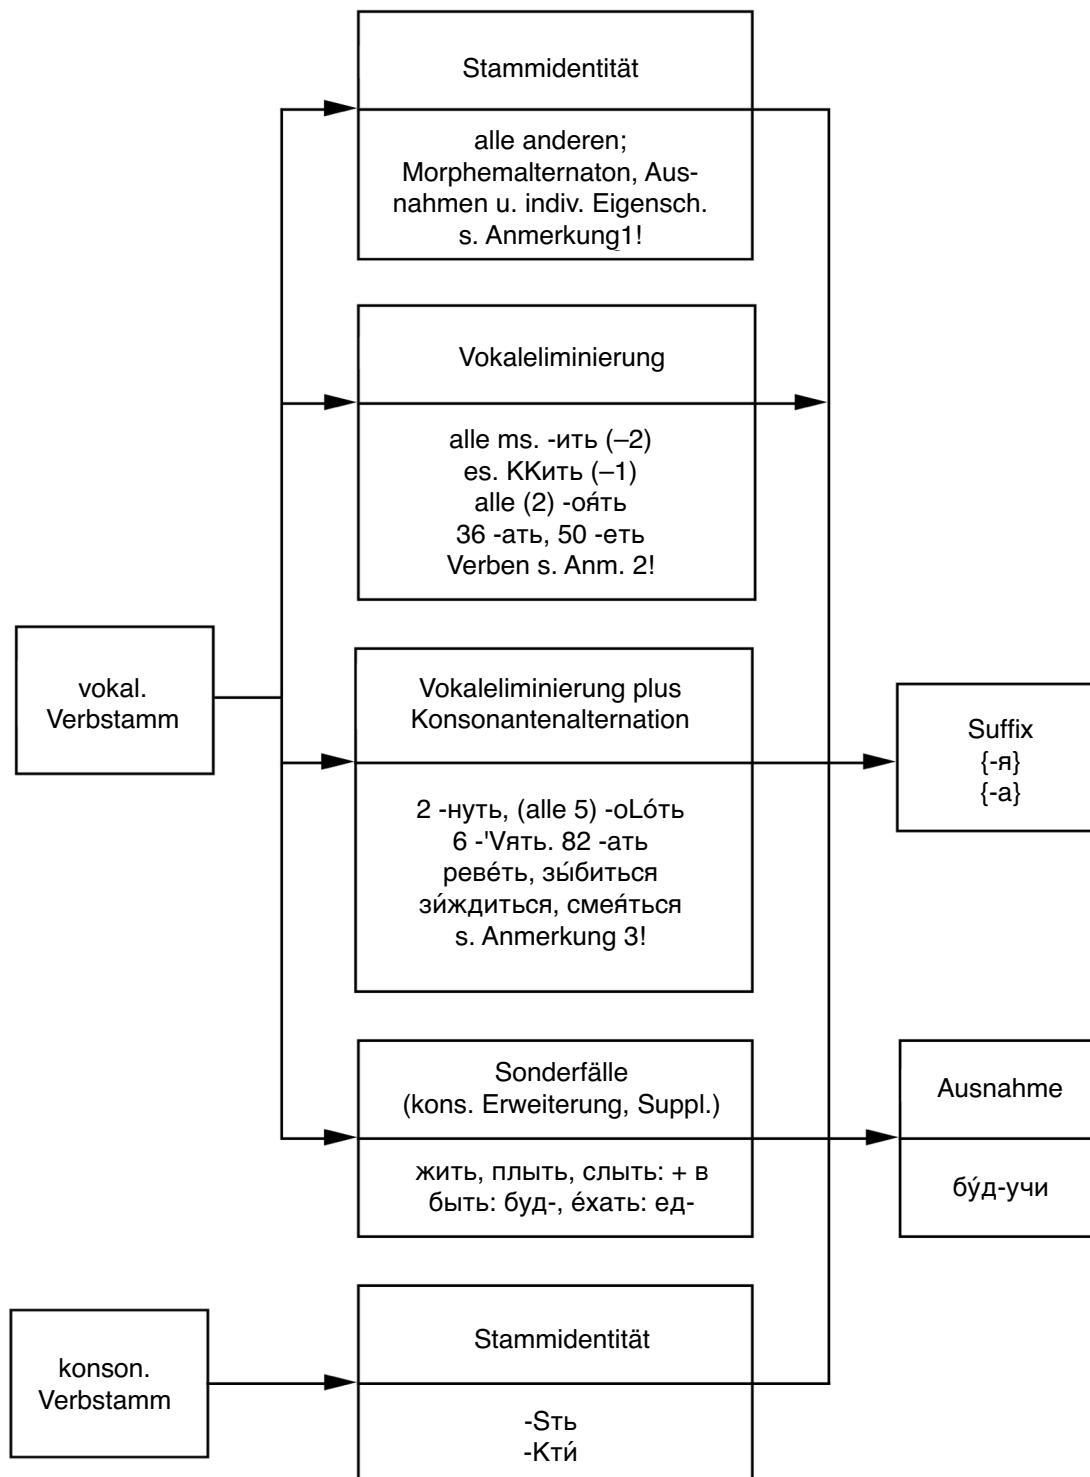 Stammidentität
alle anderen;
Morphemalternaton, Aus-
nahmen u. indiv. Eigensch.
s. Anmerkung1!
Vokaleliminierung
alle ms. -ить (–2)
es. ККить (–1)
alle (2) -оя́ть
36 -ать, 50 -еть
Verben s. Anm. 2!
vokal.
Verbstamm
Vokaleliminierung plus
Konsonantenalternation
2 -нуть, (alle 5) -oLо́ть
6 -'Vять. 82 -ать
реве́ть, зы́биться
зи́ждиться, смея́ться
s. Anmerkung 3!
Suffix
{-я}
{-а}
Sonderfälle
(kons. Erweiterung, Suppl.)
жить, плыть, слыть: + в
быть: буд-, е́хать: ед-
Ausnahme
бу́д-учи
konson.
Verbstamm
Stammidentität
-Sть
-Kти́